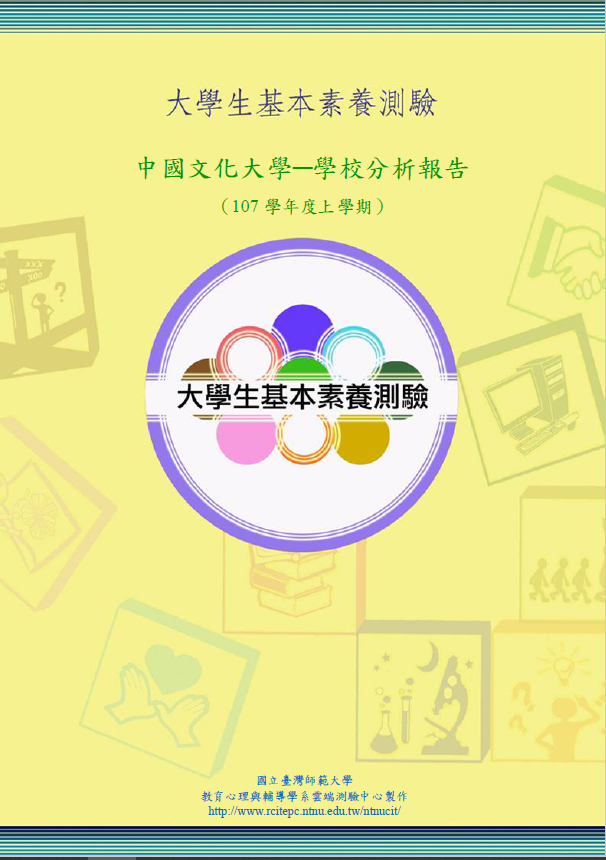 大學生基本素養測驗
中國文化大學─學校分析報告
（107 學年度上學期）
大學生基本素養測驗
國立臺灣師範大學
教育心理與輔導學系雲端測驗中心製作
http://www.rcitepc.ntnu.edu.tw/ntnucit/